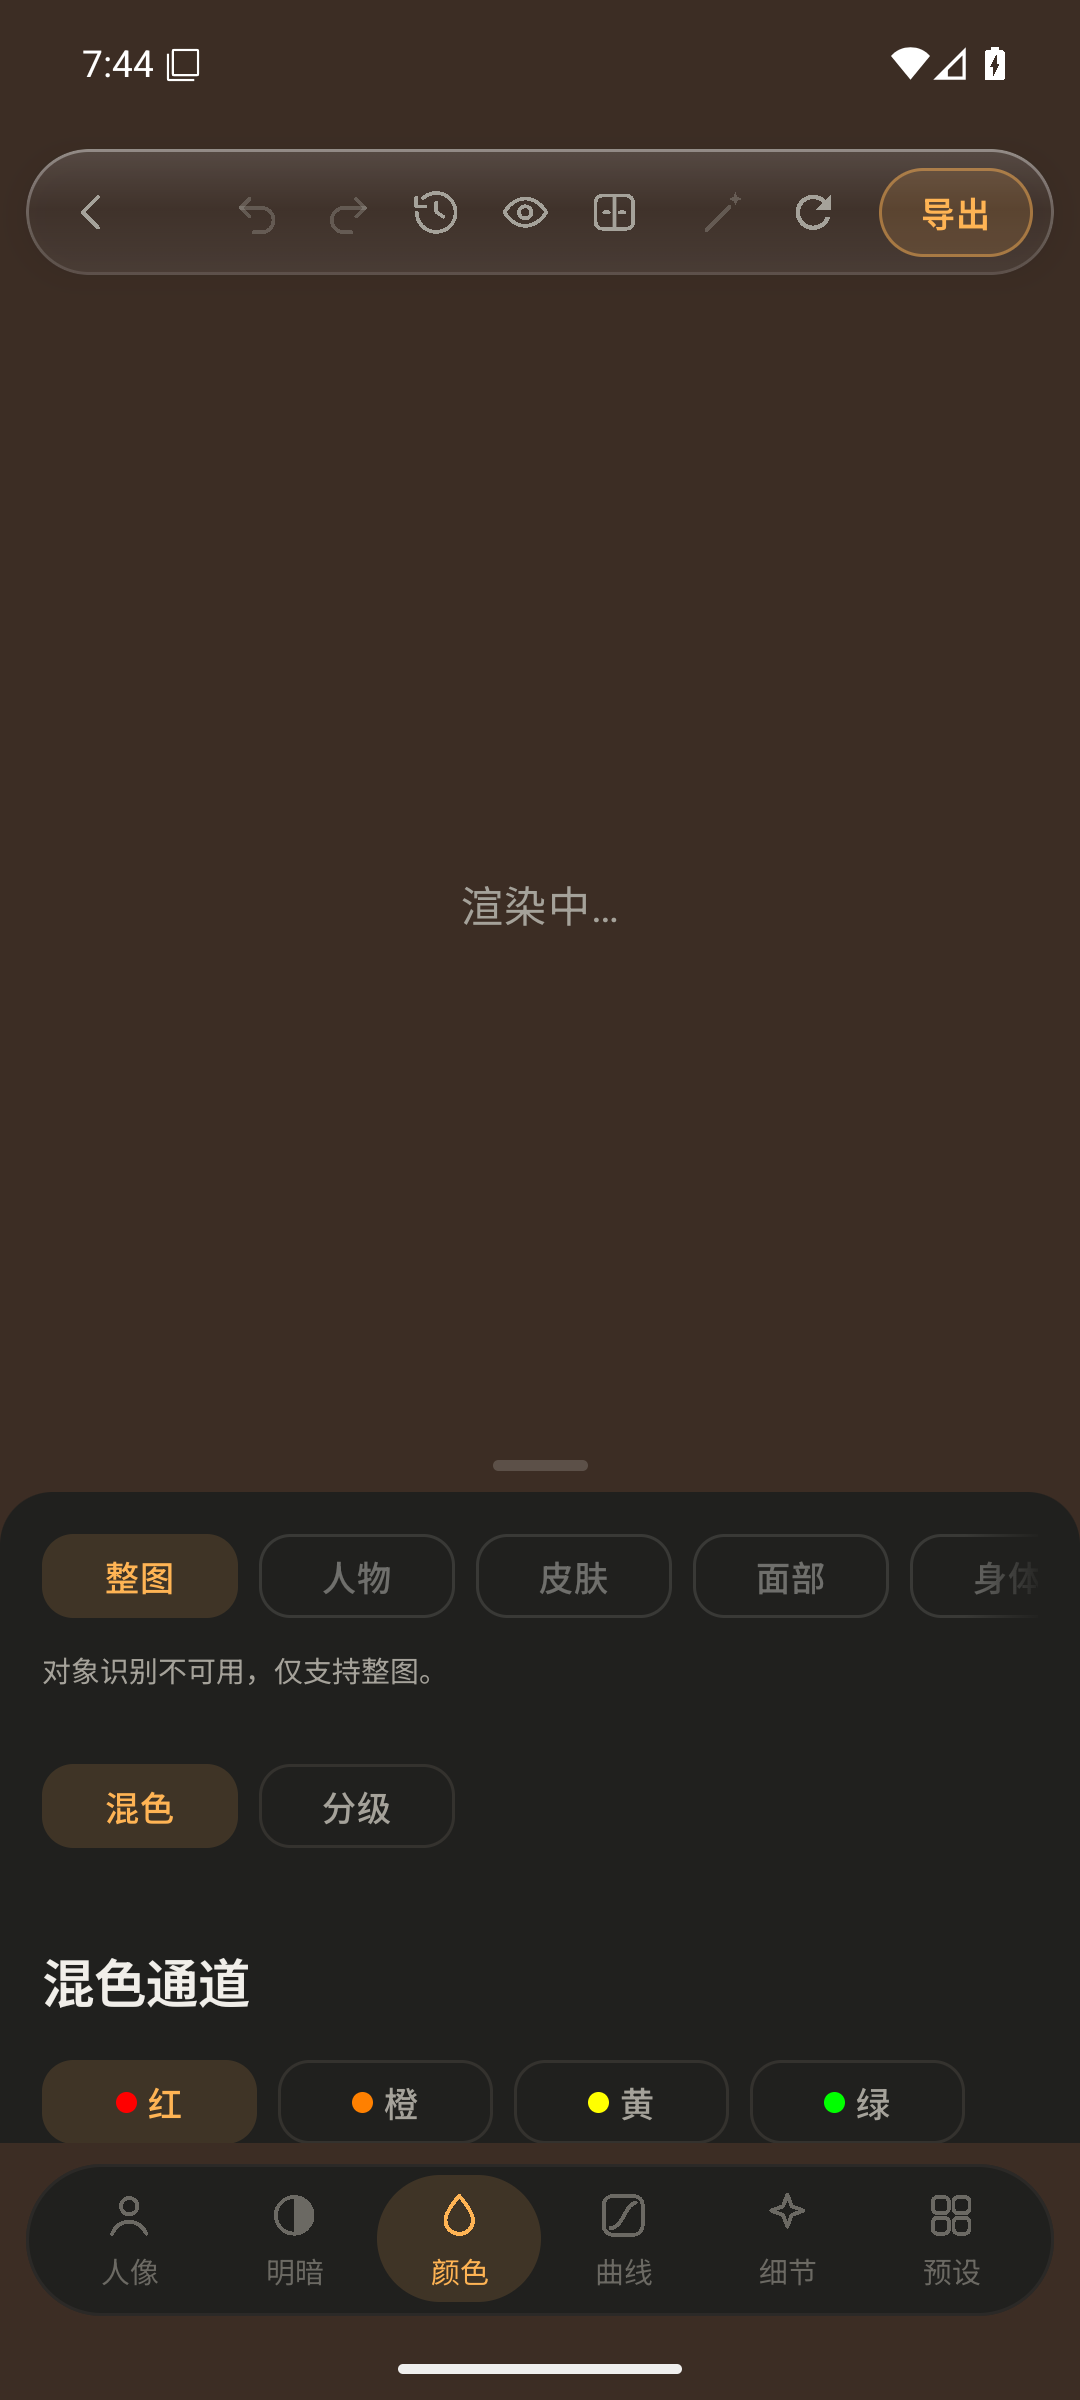 7:44
导出
渲染中...
整图 人物 皮肤 面部 身体
对象识别不可用，仅支持整图。
混色 分级
混色通道
红 橙 黄 绿
人像 明暗 颜色 曲线 细节 预设